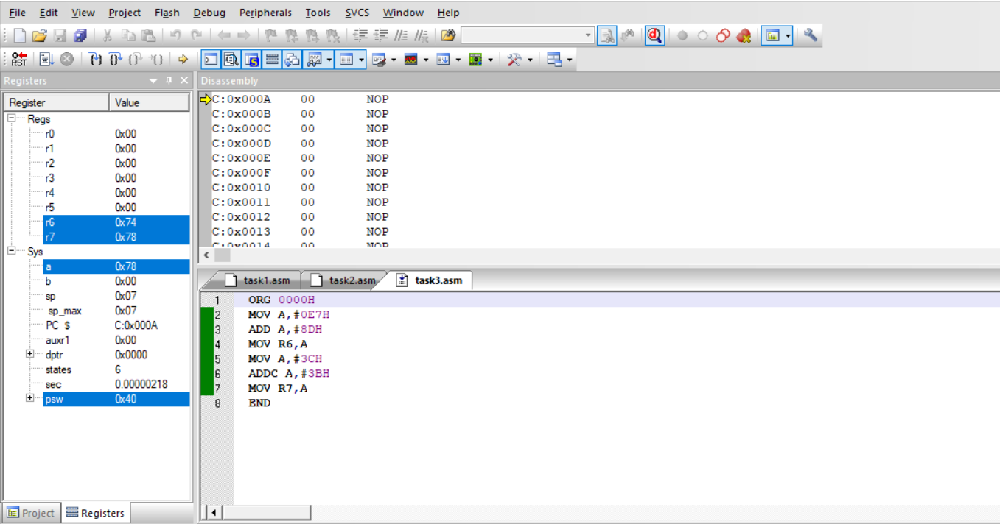 File Edit View Project Flash Debug Peripherals Tools SVCS Window Help
RST
Registers
Register Value
Regs
r0 0x00
r1 0x00
r2 0x00
r3 0x00
r4 0x00
r5 0x00
r6 0x74
r7 0x78
Sys
a 0x78
b 0x00
sp 0x07
sp_max 0x07
PC $ C:0x000A
auxr1 0x00
dptr 0x0000
states 6
sec 0.00000218
psw 0x40
Project Registers
Disassembly
C:0x000A 00 NOP
C:0x000B 00 NOP
C:0x000C 00 NOP
C:0x000D 00 NOP
C:0x000E 00 NOP
C:0x000F 00 NOP
C:0x0010 00 NOP
C:0x0011 00 NOP
C:0x0012 00 NOP
C:0x0013 00 NOP
C:0x0014 00 NOP
task1.asm task2.asm task3.asm
1 ORG 0000H
2 MOV A,#0E7H
3 ADD A,#8DH
4 MOV R6,A
5 MOV A,#3CH
6 ADDC A,#3BH
7 MOV R7,A
8 END